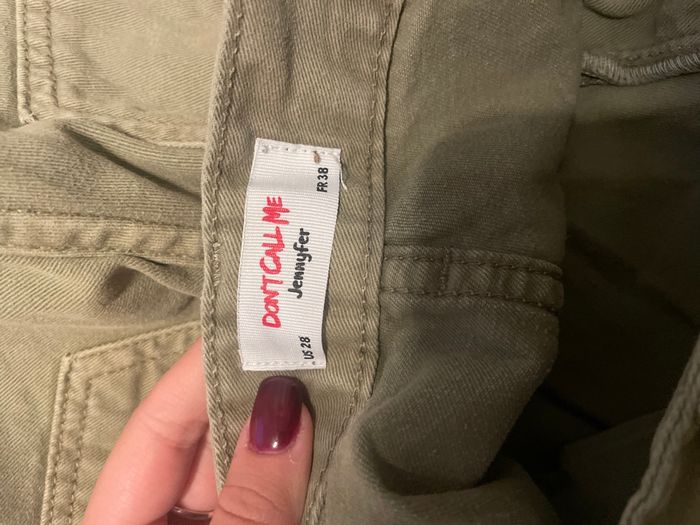 DON'T CALL ME
Jennyfer
US 28
FR 38